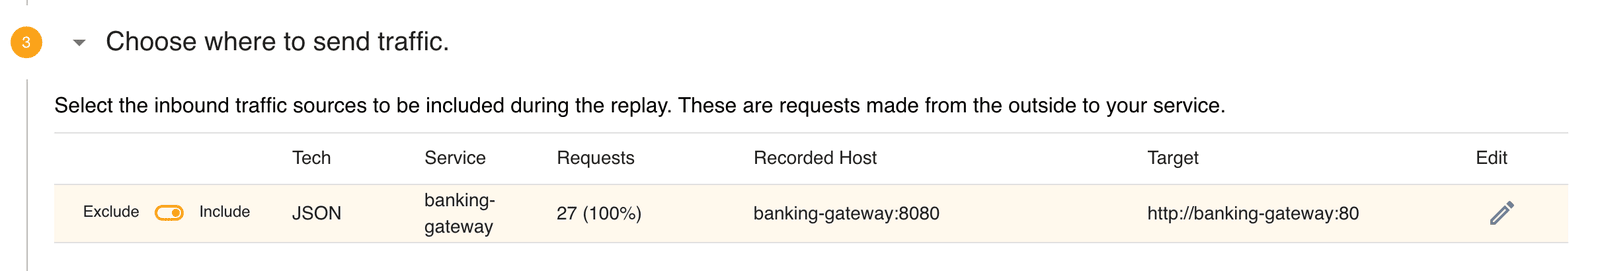 3 Choose where to send traffic.
Select the inbound traffic sources to be included during the replay. These are requests made from the outside to your service.
Tech Service Requests Recorded Host Target Edit
Exclude Include JSON banking-gateway 27 (100%) banking-gateway:8080 http://banking-gateway:80